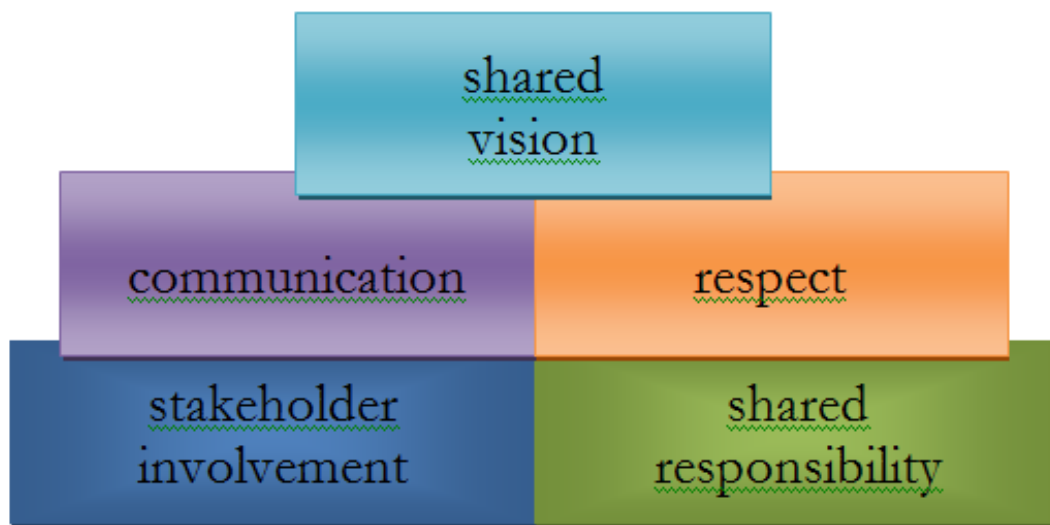 shared
vision
communication
respect
stakeholder
involvement
shared
responsibility